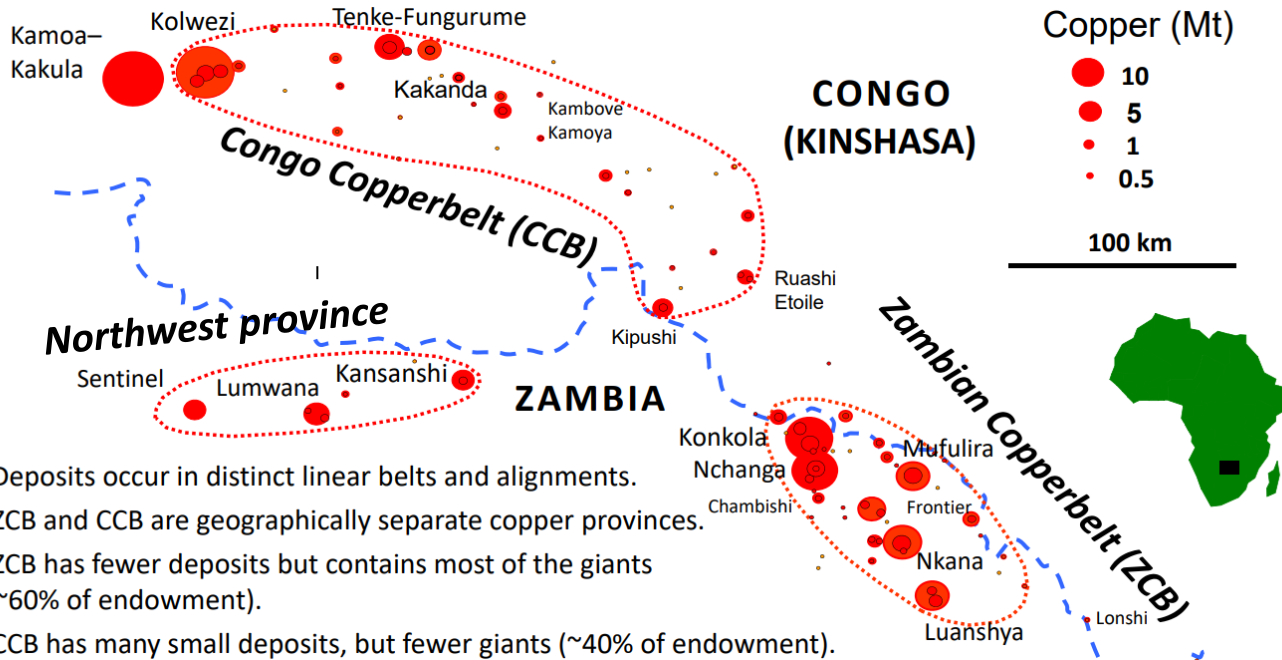 Kamoa–
Kakula
Kolwezi
Tenke-Fungurume
Kakanda
Kambove
Kamoya
CONGO
(KINSHASA)
Copper (Mt)
10
5
1
0.5
100 km
Congo Copperbelt (CCB)
Ruashi
Etoile
Kipushi
Northwest province
Sentinel
Lumwana
Kansanshi
ZAMBIA
Zambian Copperbelt (ZCB)
Konkola
Nchanga
Chambishi
Mufulira
Frontier
Nkana
Luanshya
Lonshi
Deposits occur in distinct linear belts and alignments.
ZCB and CCB are geographically separate copper provinces.
ZCB has fewer deposits but contains most of the giants
(~60% of endowment).
CCB has many small deposits, but fewer giants (~40% of endowment).